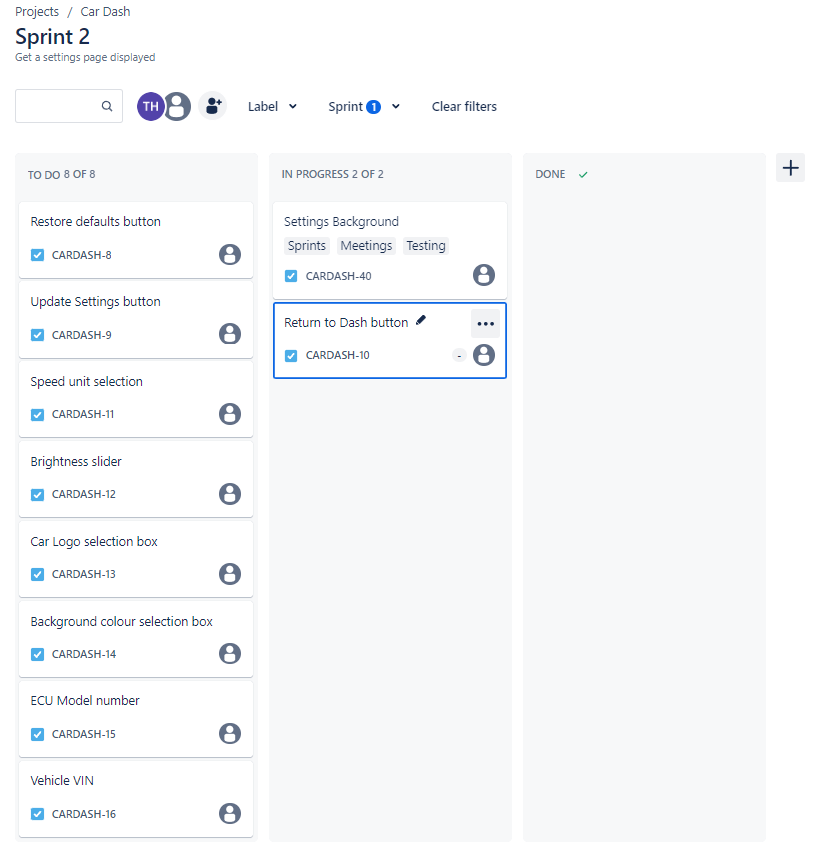 Projects / Car Dash
Sprint 2
Get a settings page displayed
TH
Label
Sprint 1
Clear filters
TO DO 8 OF 8
Restore defaults button
CARDASH-8
Update Settings button
CARDASH-9
Speed unit selection
CARDASH-11
Brightness slider
CARDASH-12
Car Logo selection box
CARDASH-13
Background colour selection box
CARDASH-14
ECU Model number
CARDASH-15
Vehicle VIN
CARDASH-16
IN PROGRESS 2 OF 2
Settings Background
Sprints Meetings Testing
CARDASH-40
Return to Dash button
CARDASH-10 -
DONE